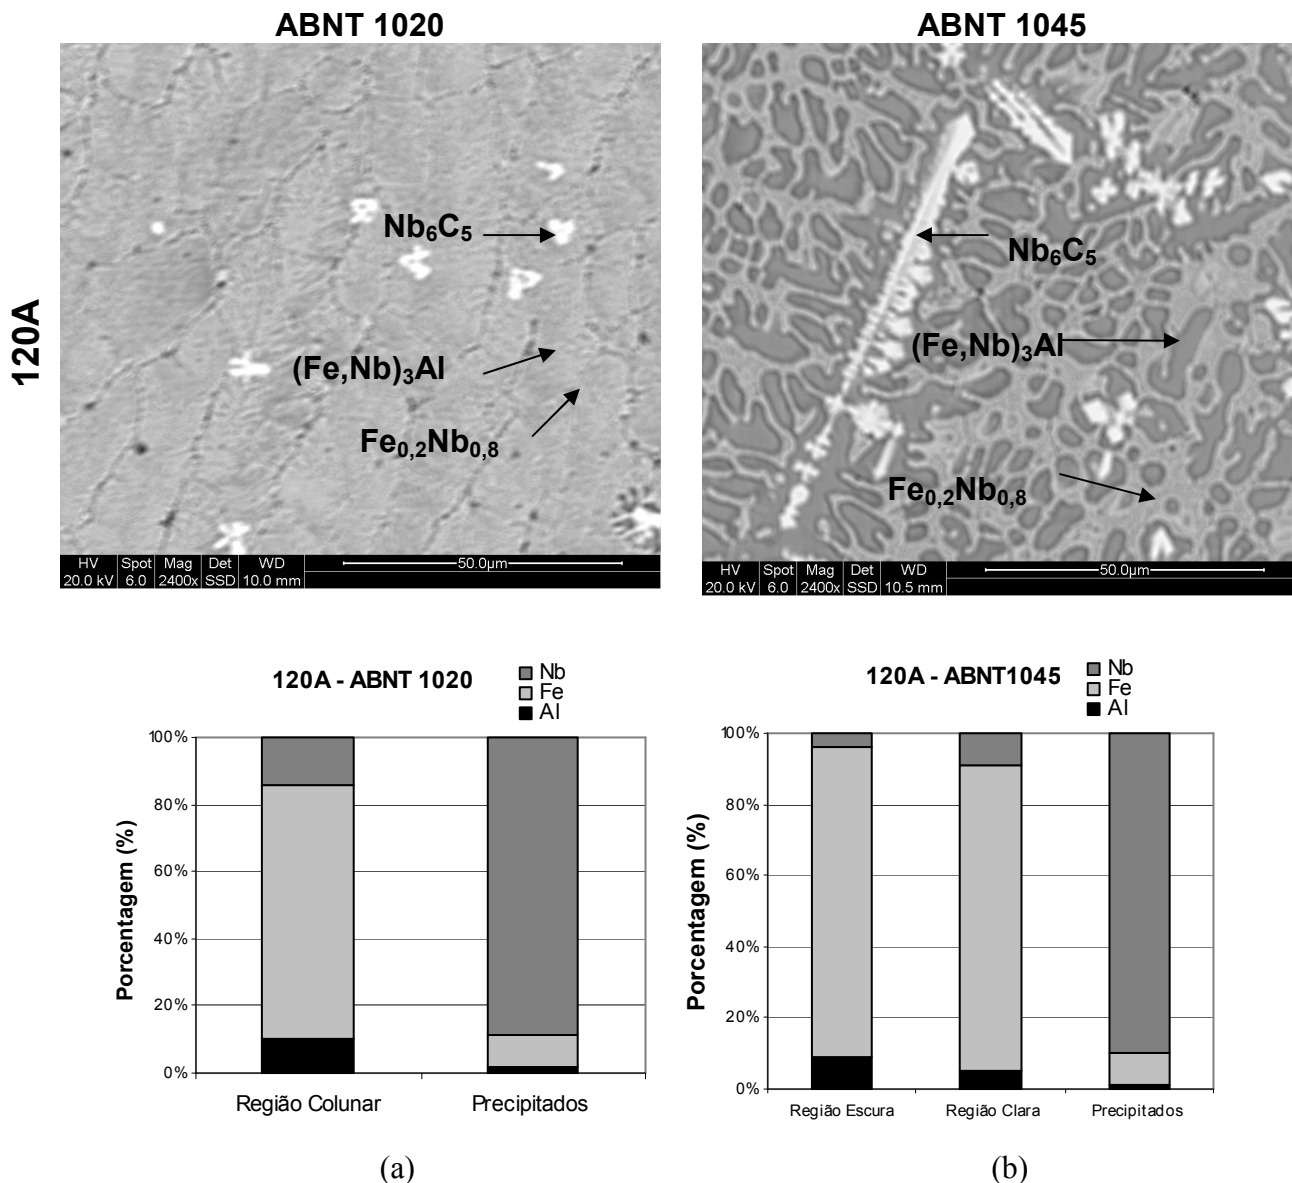 ABNT 1020
ABNT 1045
120A
Nb₆C₅
(Fe,Nb)₃Al
Fe₀,₂Nb₀,₈
HV Spot Mag Det WD
20.0 kV 6.0 2400x SSD 10.0 mm 50.0µm
Nb₆C₅
(Fe,Nb)₃Al
Fe₀,₂Nb₀,₈
HV Spot Mag Det WD
20.0 kV 6.0 2400x SSD 10.5 mm 50.0µm
120A - ABNT 1020
Nb
Fe
Al
Porcentagem (%)
100%
80%
60%
40%
20%
0%
Região Colunar Precipitados
(a)
120A - ABNT1045
Nb
Fe
Al
Porcentagem (%)
100%
80%
60%
40%
20%
0%
Região Escura Região Clara Precipitados
(b)